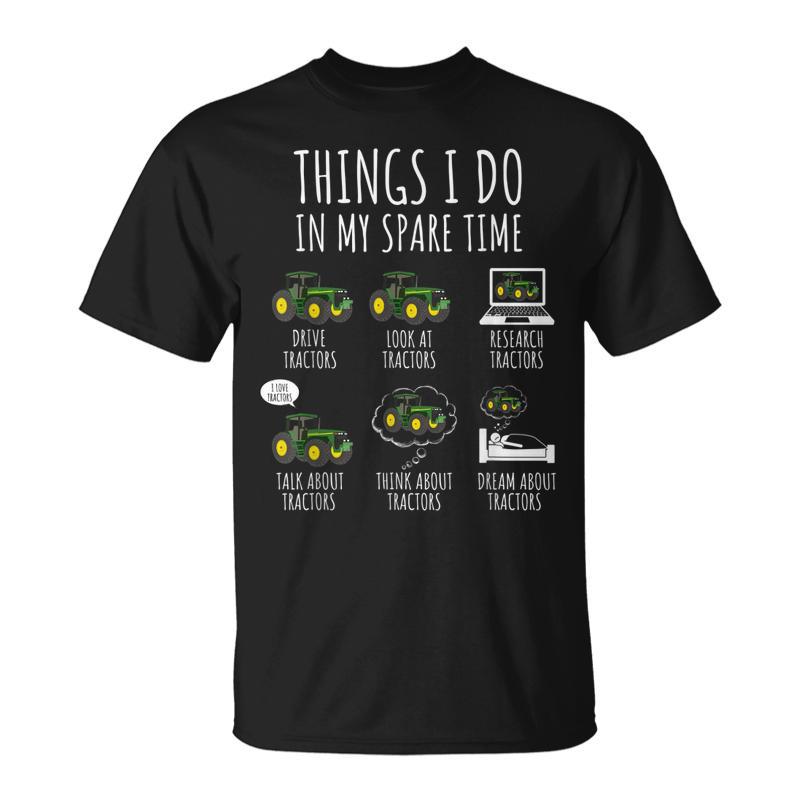 THINGS I DO
IN MY SPARE TIME
DRIVE
TRACTORS
LOOK AT
TRACTORS
RESEARCH
TRACTORS
I LOVE
TRACTORS
TALK ABOUT
TRACTORS
THINK ABOUT
TRACTORS
DREAM ABOUT
TRACTORS